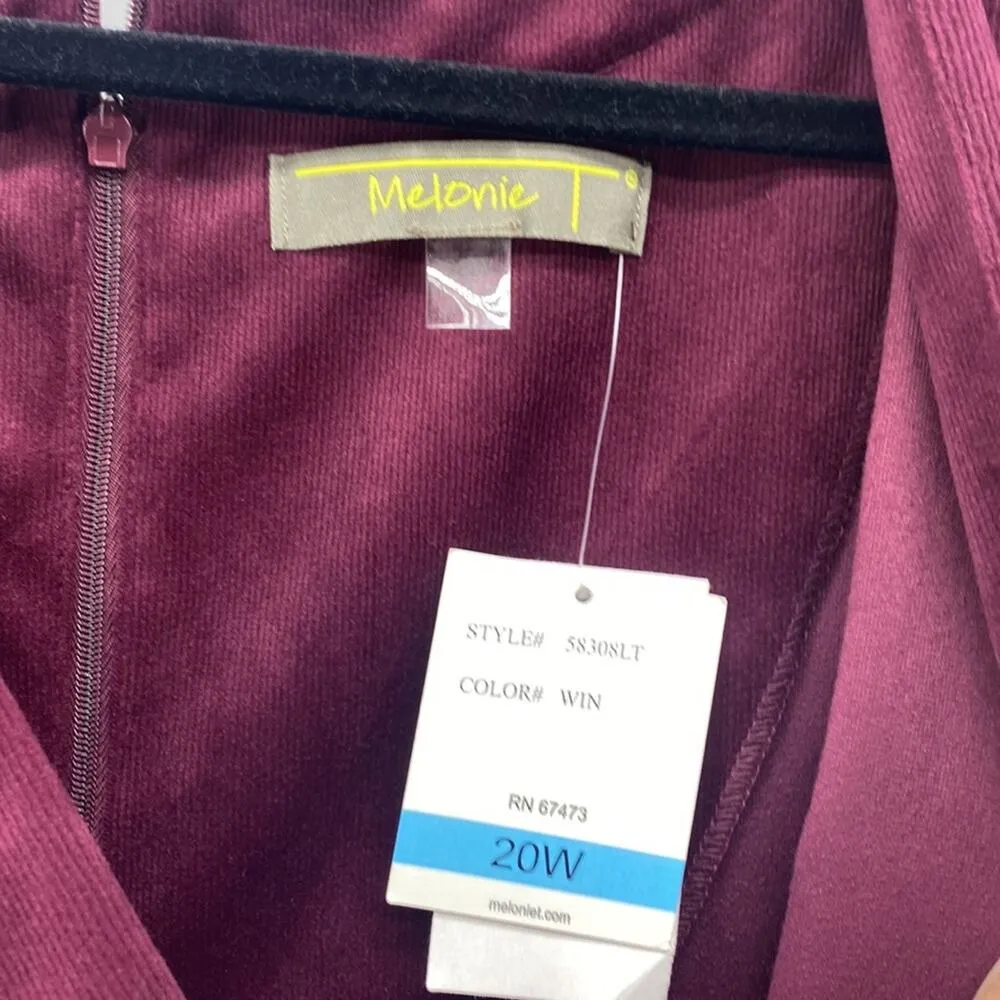 Melonie T®
STYLE# 58308LT
COLOR# WIN
RN 67473
20W
meloniet.com